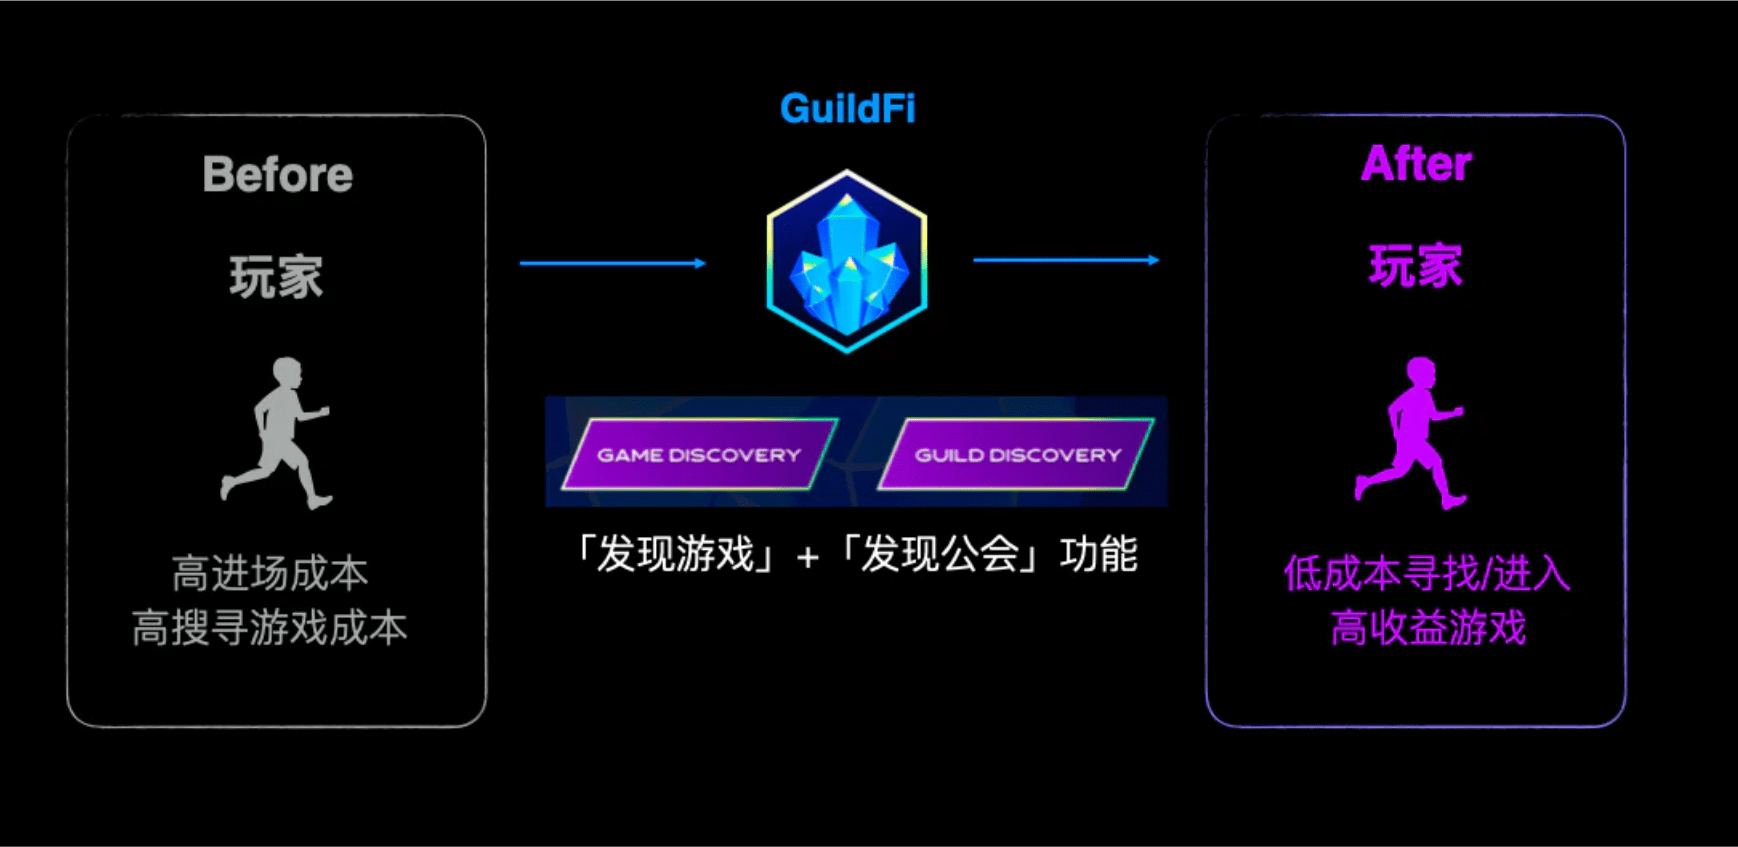 Before
玩家
高进场成本
高搜寻游戏成本
GuildFi
GAME DISCOVERY
GUILD DISCOVERY
「发现游戏」+「发现公会」功能
After
玩家
低成本寻找/进入
高收益游戏